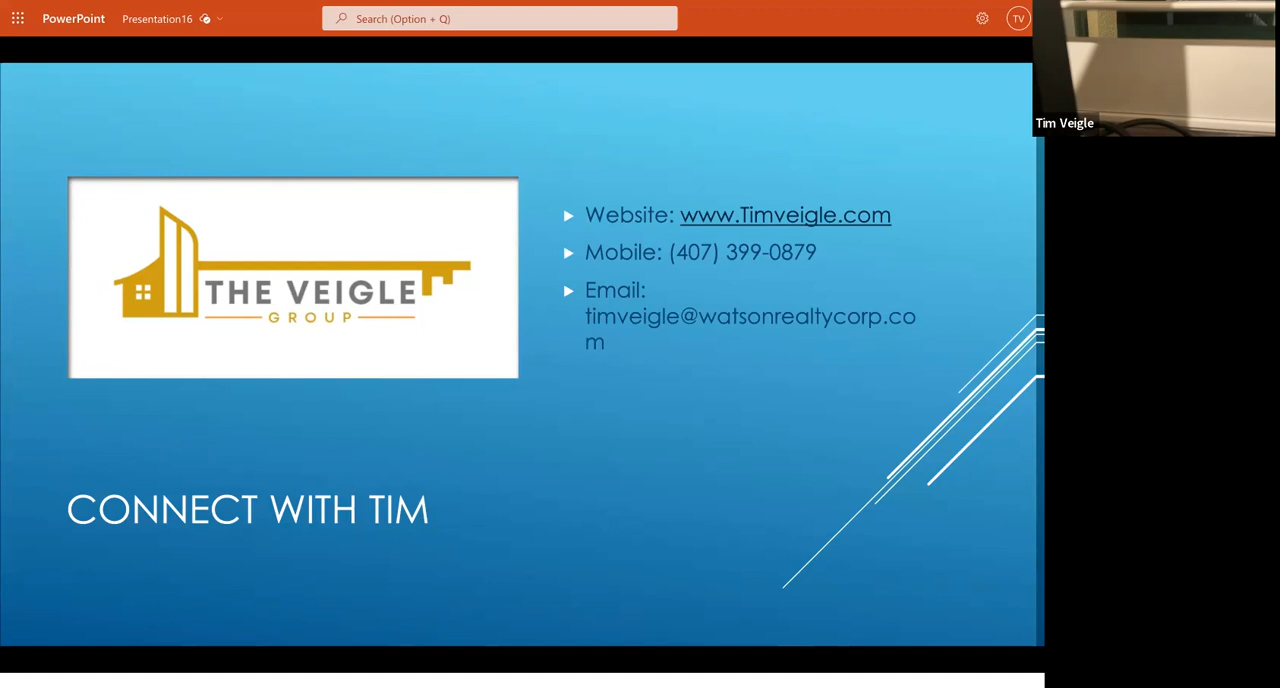 PowerPoint Presentation16 Search (Option + Q) TV
Tim Veigle
THE VEIGLE
GROUP
Website: www.Timveigle.com
Mobile: (407) 399-0879
Email:
timveigle@watsonrealtycorp.co
m
CONNECT WITH TIM